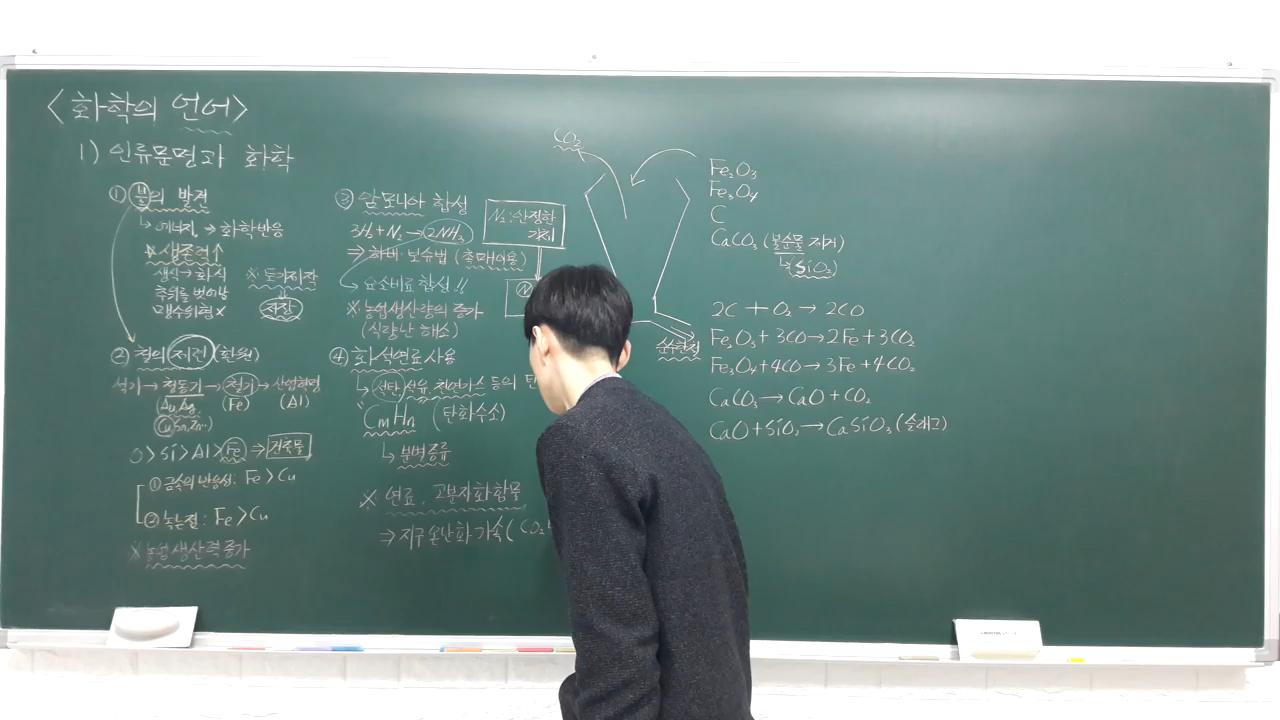 <화학의 언어>
1) 인류문명과 화학
① 불의 발견
↳ 에너지 → 화학반응
※ 생존력↑
생식 → 화식
추위를 벗어남
맹수위협 ×
※ 토기제작
저장
② 철의 제련 (환원)
석기 → 청동기 → 철기 → 산업혁명
(Au, Ag, (Fe) (Al)
Cu, Sn, Zn…)
O > Si > Al > Fe ⇒ 건축물
① 금속의 반응성: Fe > Cu
② 녹는점: Fe > Cu
※ 농업생산력 증가
③ 암모니아 합성
3H₂ + N₂ → 2NH₃
⇒ 하버·보슈법 (촉매이용)
↳ 요소비료 합성!!
※ 농업생산량의 증가
(식량난 해소)
N₂: 안정한
기체
N
④ 화석연료 사용
↳ 석탄, 석유, 천연가스 등의 탄
CmHn (탄화수소)
↳ 분별증류
※ 연료, 고분자화합물
⇒ 지구온난화 가속 (CO₂
CO₂
Fe₂O₃
Fe₃O₄
C
CaCO₃ (불순물 제거)
↳ SiO₂)
순수한 철
2C + O₂ → 2CO
Fe₂O₃ + 3CO → 2Fe + 3CO₂
Fe₃O₄ + 4CO → 3Fe + 4CO₂
CaCO₃ → CaO + CO₂
CaO + SiO₂ → CaSiO₃ (슬래그)